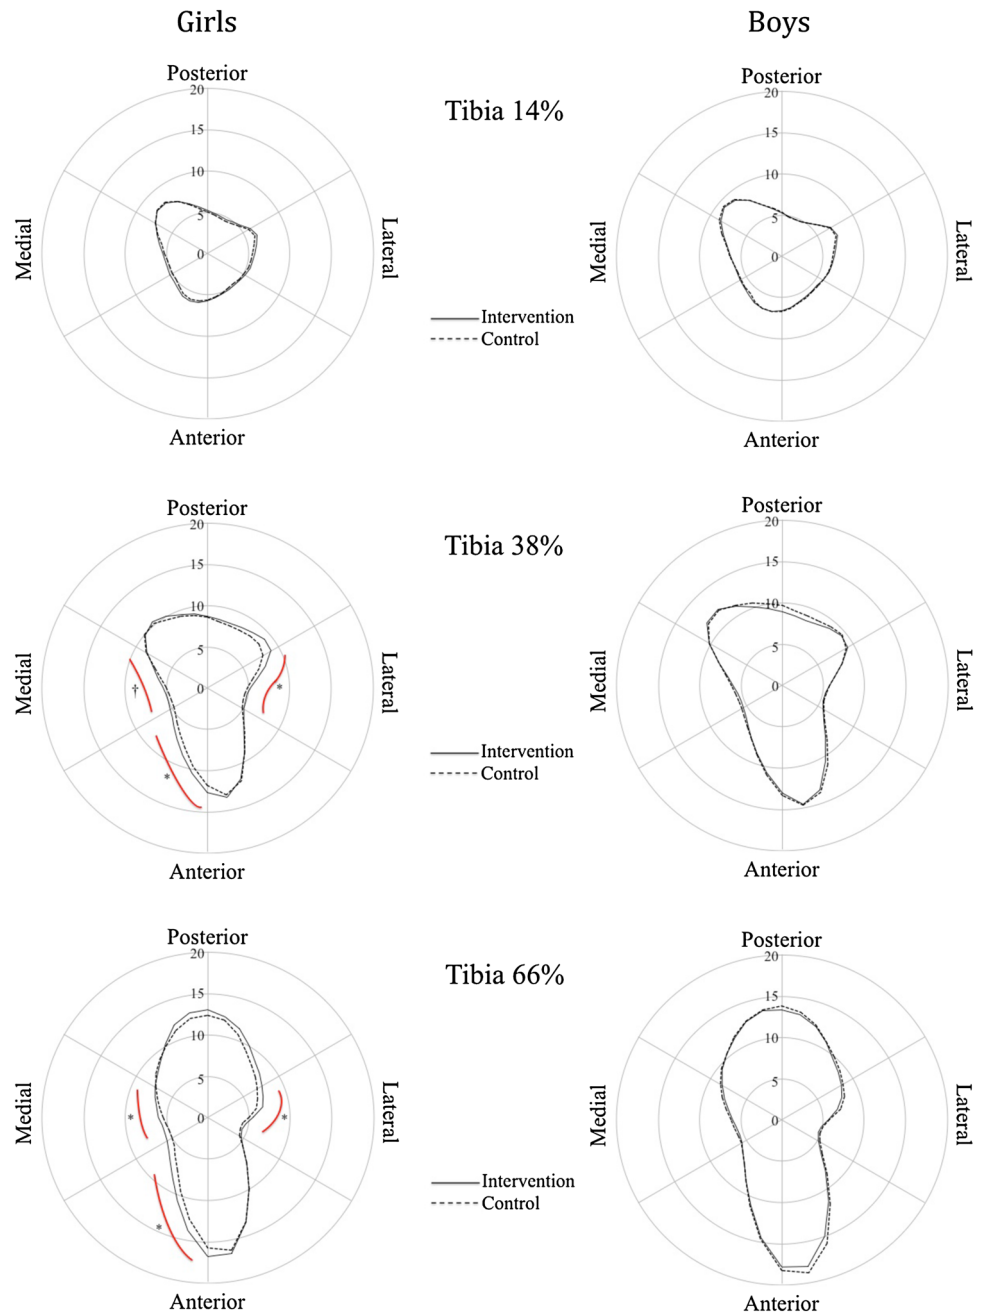 Girls
Boys
Posterior
20
15
10
5
0
Medial
Lateral
Anterior
Tibia 14%
Intervention
Control
Posterior
20
15
10
5
0
Medial
Lateral
Anterior
Posterior
20
15
10
5
0
Medial
Lateral
†
*
*
Anterior
Tibia 38%
Intervention
Control
Posterior
20
15
10
5
0
Medial
Lateral
Anterior
Posterior
20
15
10
5
0
Medial
Lateral
*
*
*
Anterior
Tibia 66%
Intervention
Control
Posterior
20
15
10
5
0
Medial
Lateral
Anterior